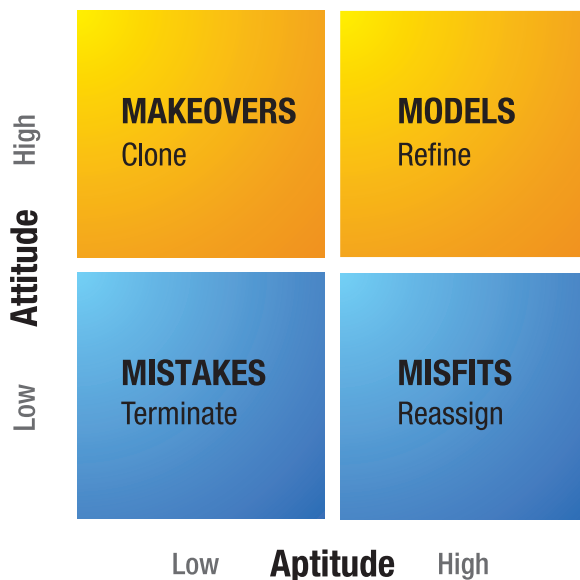 High
MAKEOVERS
Clone
MODELS
Refine
Attitude
Low
MISTAKES
Terminate
MISFITS
Reassign
Low Aptitude High